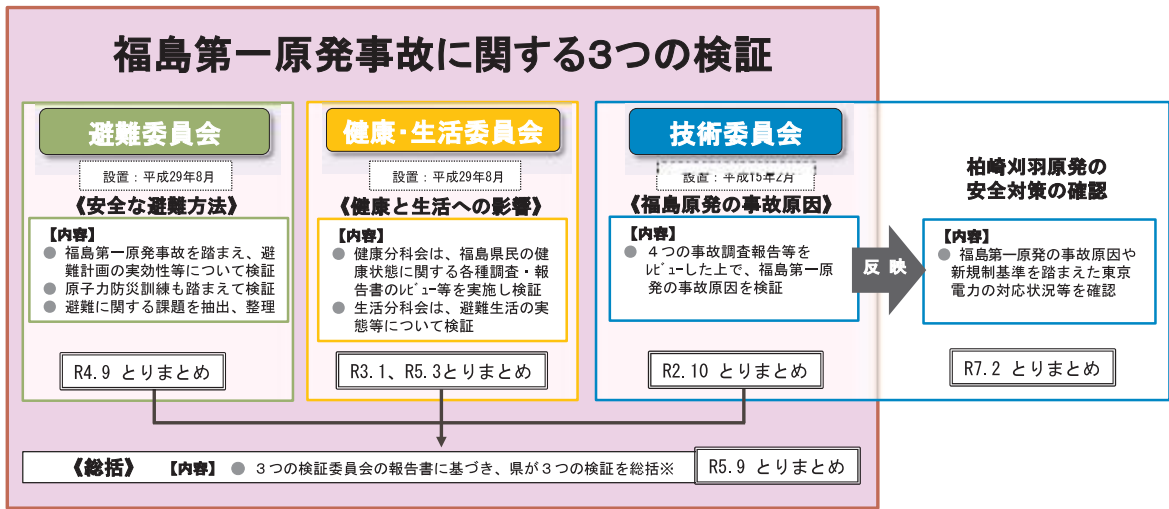 福島第一原発事故に関する3つの検証
避難委員会
設置：平成29年8月
《安全な避難方法》
【内容】
● 福島第一原発事故を踏まえ、避
難計画の実効性等について検証
● 原子力防災訓練も踏まえて検証
● 避難に関する課題を抽出、整理
R4.9 とりまとめ
健康・生活委員会
設置：平成29年8月
《健康と生活への影響》
【内容】
● 健康分科会は、福島県民の健
康状態に関する各種調査・報
告書のﾚﾋﾞｭｰ等を実施し検証
● 生活分科会は、避難生活の実
態等について検証
R3.1、R5.3とりまとめ
技術委員会
設置：平成15年2月
《福島原発の事故原因》
【内容】
● ４つの事故調査報告等を
ﾚﾋﾞｭｰした上で、福島第一原
発の事故原因を検証
R2.10 とりまとめ
反 映
柏崎刈羽原発の
安全対策の確認
【内容】
● 福島第一原発の事故原因や
新規制基準を踏まえた東京
電力の対応状況等を確認
R7.2 とりまとめ
《総括》 【内容】 ● ３つの検証委員会の報告書に基づき、県が３つの検証を総括※
R5.9 とりまとめ